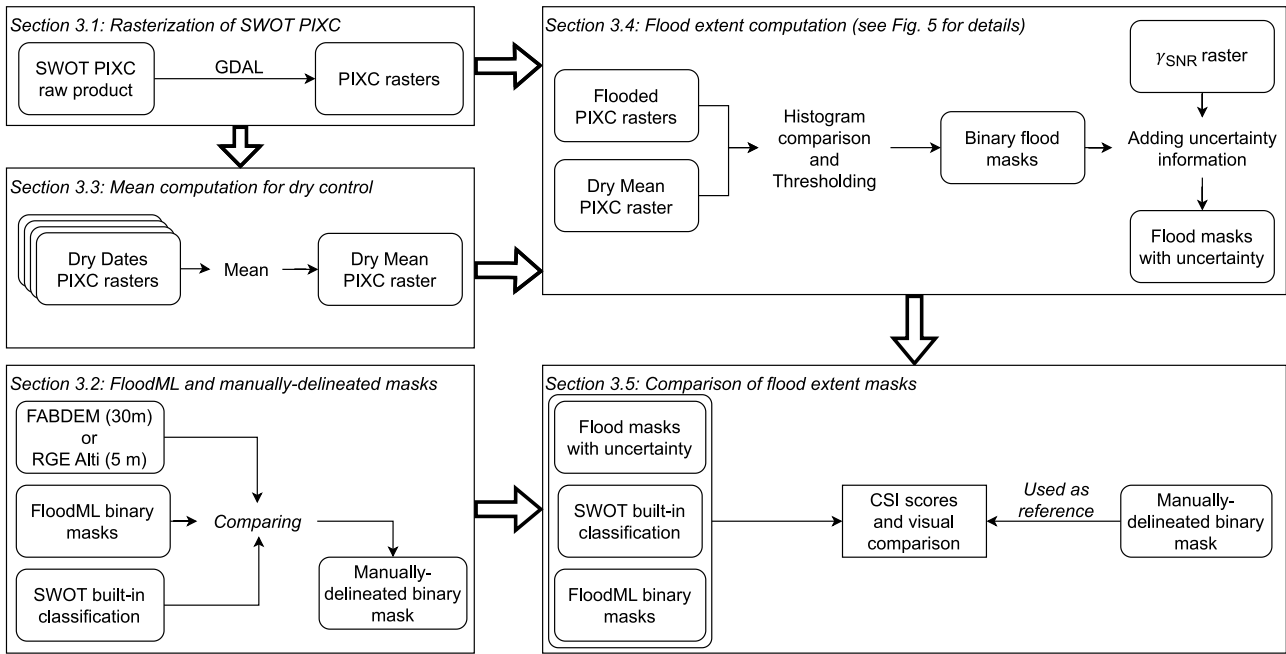 Section 3.1: Rasterization of SWOT PIXC
SWOT PIXC
raw product
GDAL
PIXC rasters
Section 3.3: Mean computation for dry control
Dry Dates
PIXC rasters
Mean
Dry Mean
PIXC raster
Section 3.4: Flood extent computation (see Fig. 5 for details)
Flooded
PIXC rasters
Dry Mean
PIXC raster
Histogram
comparison
and
Thresholding
Binary flood
masks
γSNR raster
Adding uncertainty
information
Flood masks
with uncertainty
Section 3.2: FloodML and manually-delineated masks
FABDEM (30m)
or
RGE Alti (5 m)
FloodML binary
masks
SWOT built-in
classification
Comparing
Manually-
delineated binary
mask
Section 3.5: Comparison of flood extent masks
Flood masks
with uncertainty
SWOT built-in
classification
FloodML binary
masks
CSI scores
and visual
comparison
Used as
reference
Manually-
delineated binary
mask